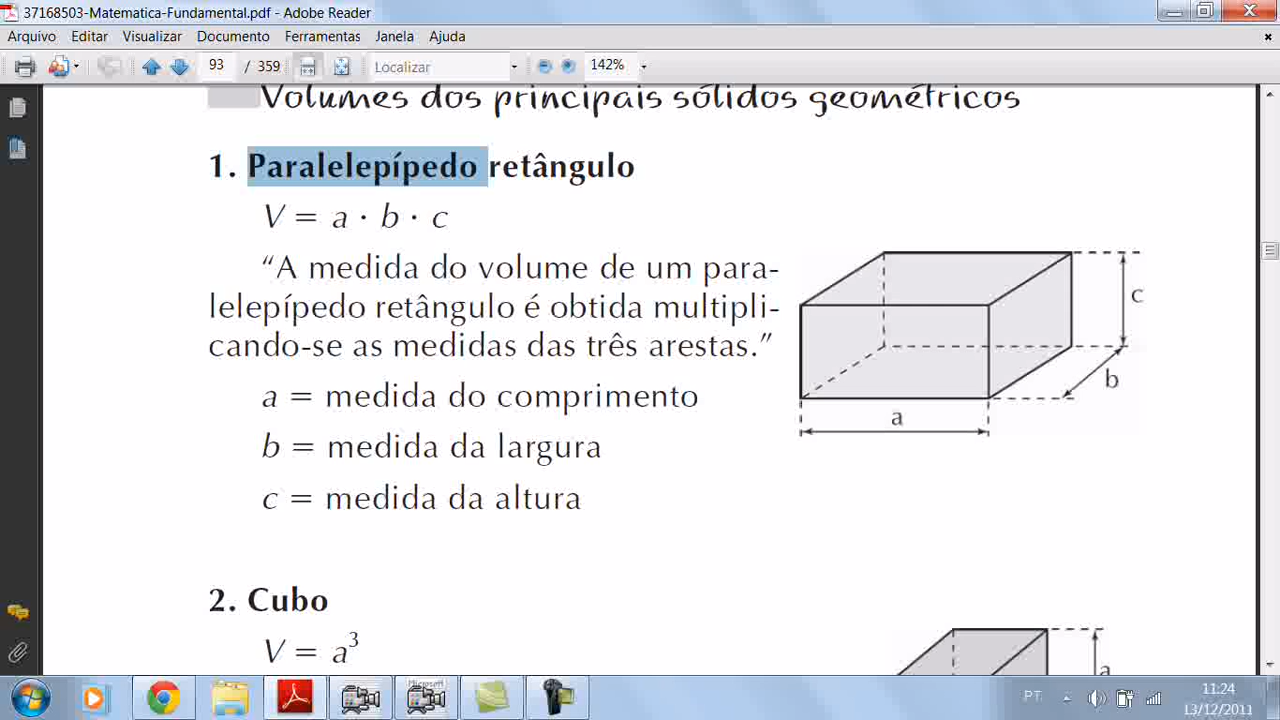 37168503-Matematica-Fundamental.pdf - Adobe Reader
Arquivo Editar Visualizar Documento Ferramentas Janela Ajuda
93 / 359 Localizar 142%
Volumes dos principais sólidos geométricos
1. Paralelepípedo retângulo
V = a · b · c
“A medida do volume de um para-
lelepípedo retângulo é obtida multipli-
cando-se as medidas das três arestas.”
a = medida do comprimento
b = medida da largura
c = medida da altura
c
b
a
2. Cubo
V = a³
a
Microsoft
PT
11:24
13/12/2011